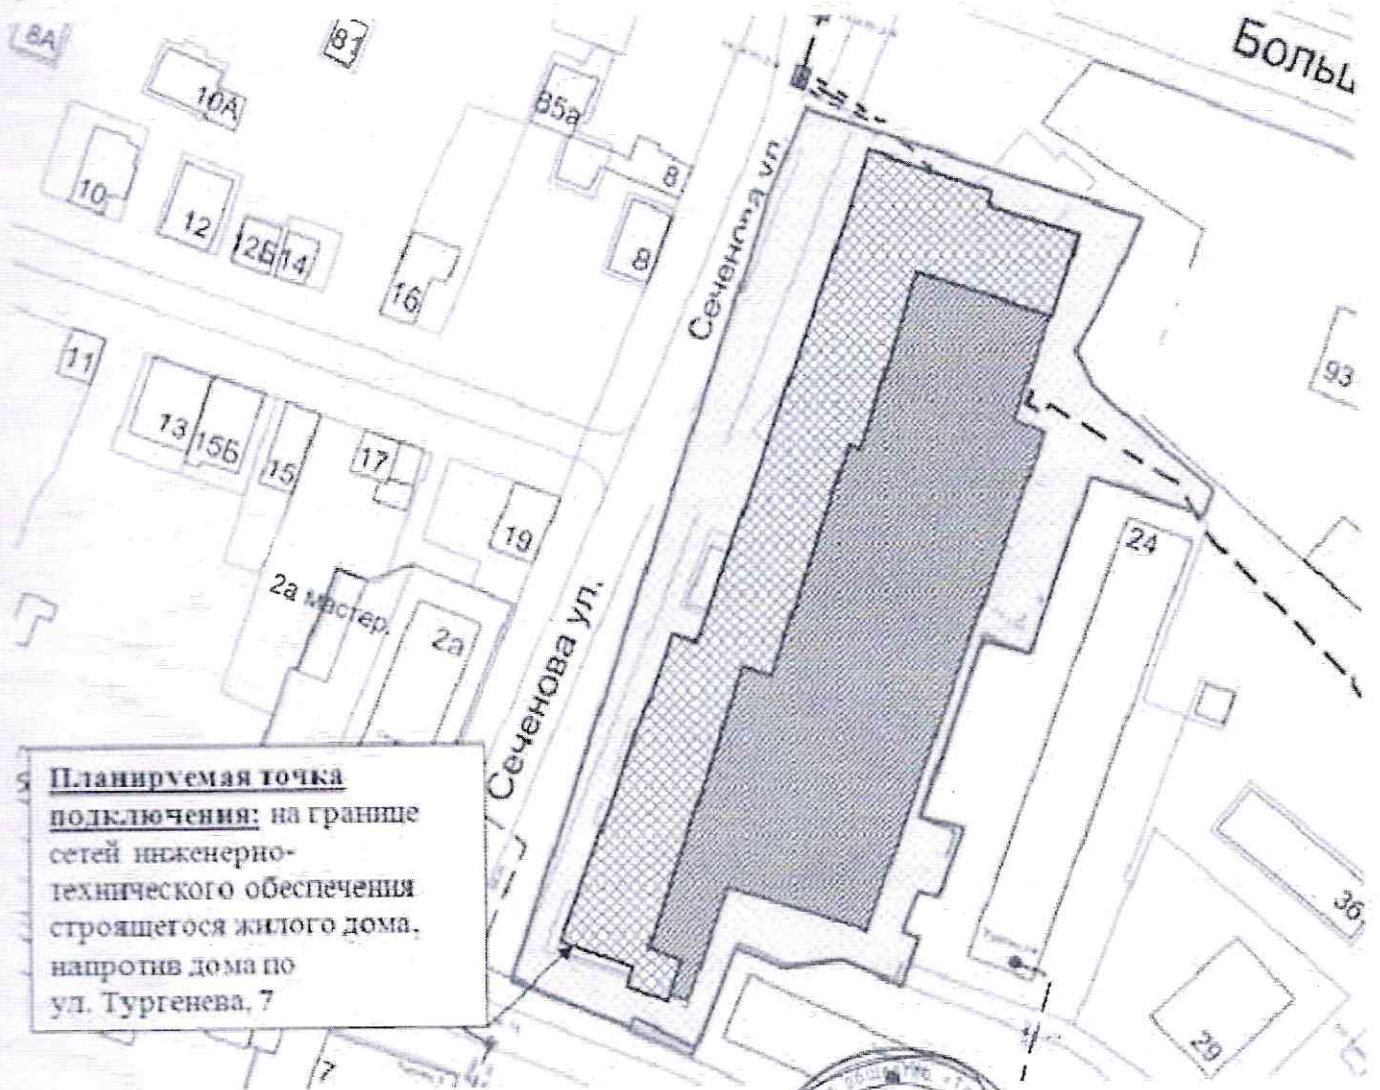 8А
81
Больш
10А
85а
10
12
2Б
14
16
8
8
Сеченова ул.
11
93
13
15Б
15
17
19
24
2а мастер.
2а
Сеченова ул.
Планируемая точка
подключения: на границе
сетей инженерно-
технического обеспечения
строящегося жилого дома,
напротив дома по
ул. Тургенева, 7
36
29
7